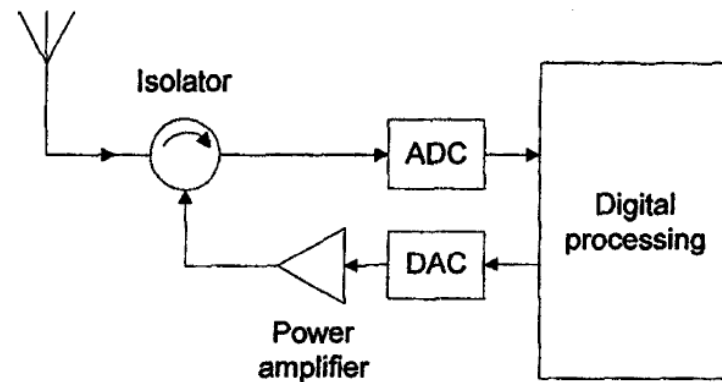 Isolator
ADC
Digital
processing
DAC
Power
amplifier